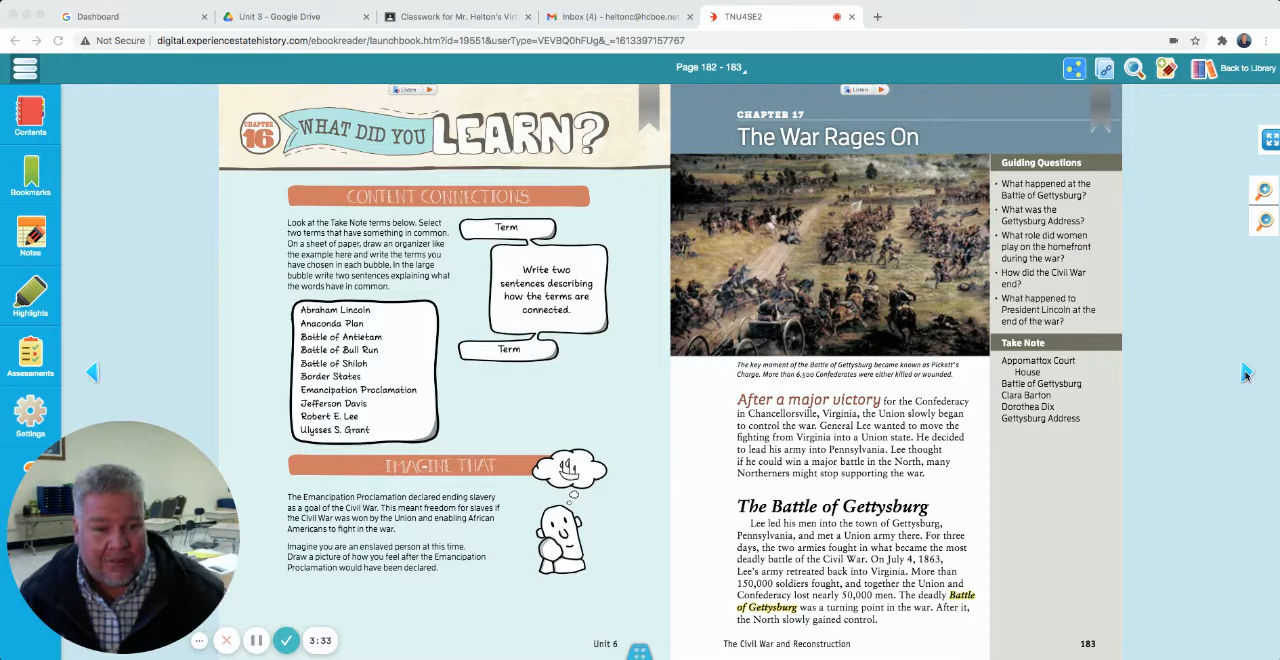 Dashboard
Unit 3 - Google Drive
Classwork for Mr. Helton's Virt
Inbox (4) - heltonc@hcboe.net
TNU4SE2
Not Secure
digital.experiencestatehistory.com/ebookreader/launchbook.htm?id=19551&userType=VEVBQ0hFUg&_=1613397157767
Page 182 - 183
Back to Library
Contents
Bookmarks
Notes
Highlights
Assessments
Settings
Listen
CHAPTER
16
WHAT DID YOU
LEARN?
CONTENT CONNECTIONS
Look at the Take Note terms below. Select
two terms that have something in common.
On a sheet of paper, draw an organizer like
the example here and write the terms you
have chosen in each bubble. In the large
bubble write two sentences explaining what
the words have in common.
Term
Write two
sentences describing
how the terms are
connected.
Term
Abraham Lincoln
Anaconda Plan
Battle of Antietam
Battle of Bull Run
Battle of Shiloh
Border States
Emancipation Proclamation
Jefferson Davis
Robert E. Lee
Ulysses S. Grant
IMAGINE THAT
The Emancipation Proclamation declared ending slavery
as a goal of the Civil War. This meant freedom for slaves if
the Civil War was won by the Union and enabling African
Americans to fight in the war.
Imagine you are an enslaved person at this time.
Draw a picture of how you feel after the Emancipation
Proclamation would have been declared.
Unit 6
3:33
Listen
CHAPTER 17
The War Rages On
The key moment of the Battle of Gettysburg became known as Pickett's
Charge. More than 6,500 Confederates were either killed or wounded.
After a major victory for the Confederacy
in Chancellorsville, Virginia, the Union slowly began
to control the war. General Lee wanted to move the
fighting from Virginia into a Union state. He decided
to lead his army into Pennsylvania. Lee thought
if he could win a major battle in the North, many
Northerners might stop supporting the war.
The Battle of Gettysburg
Lee led his men into the town of Gettysburg,
Pennsylvania, and met a Union army there. For three
days, the two armies fought in what became the most
deadly battle of the Civil War. On July 4, 1863,
Lee's army retreated back into Virginia. More than
150,000 soldiers fought, and together the Union and
Confederacy lost nearly 50,000 men. The deadly Battle
of Gettysburg was a turning point in the war. After it,
the North slowly gained control.
The Civil War and Reconstruction
183
Guiding Questions
• What happened at the
Battle of Gettysburg?
• What was the
Gettysburg Address?
• What role did women
play on the homefront
during the war?
• How did the Civil War
end?
• What happened to
President Lincoln at the
end of the war?
Take Note
Appomattox Court
House
Battle of Gettysburg
Clara Barton
Dorothea Dix
Gettysburg Address